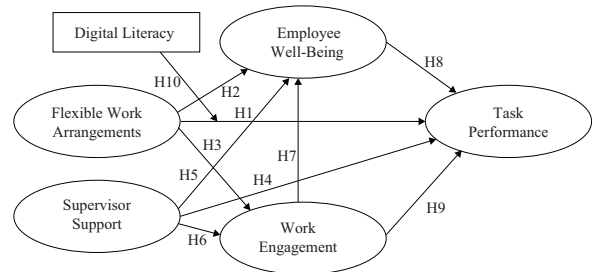 Digital Literacy
Employee
Well-Being
H8
H10
H2
Flexible Work
Arrangements
H1
Task
Performance
H3
H7
H5
H4
Supervisor
Support
H9
H6
Work
Engagement